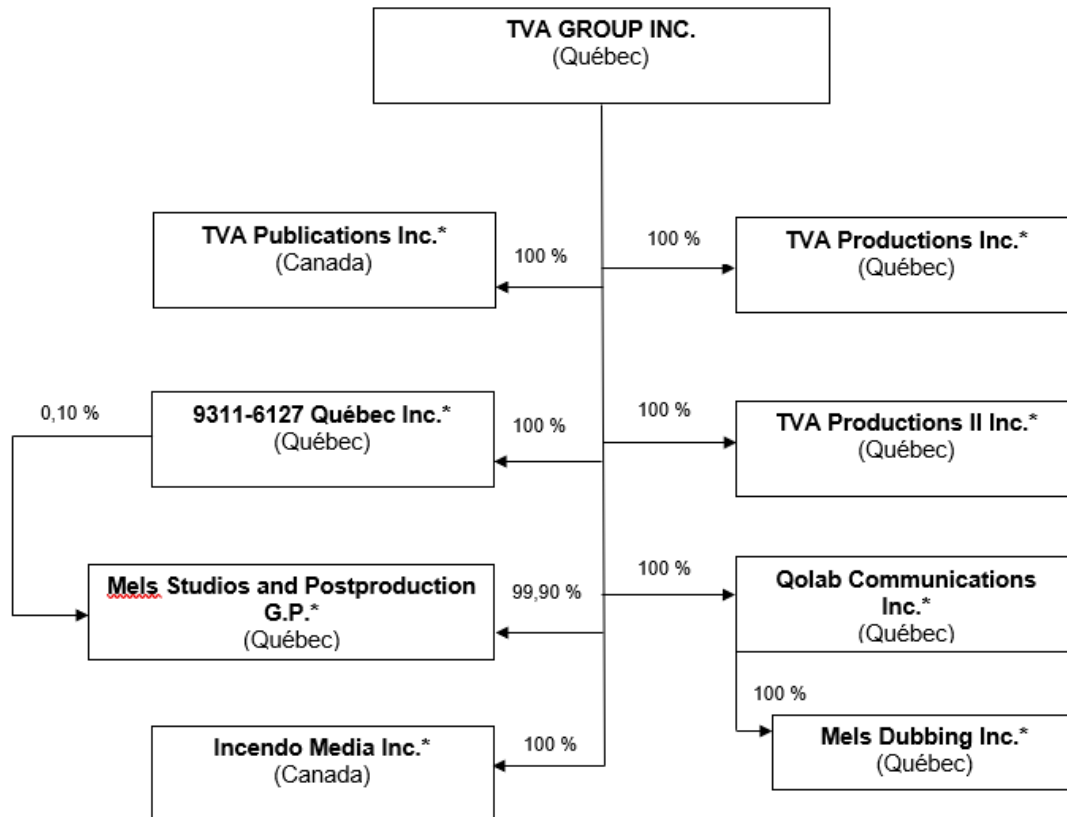 TVA GROUP INC.
(Québec)
TVA Publications Inc.*
(Canada)
100 %
100 %
TVA Productions Inc.*
(Québec)
0,10 %
9311-6127 Québec Inc.*
(Québec)
100 %
100 %
TVA Productions II Inc.*
(Québec)
Mels Studios and Postproduction
G.P.*
(Québec)
99,90 %
100 %
Qolab Communications
Inc.*
(Québec)
100 %
Mels Dubbing Inc.*
(Québec)
Incendo Media Inc.*
(Canada)
100 %